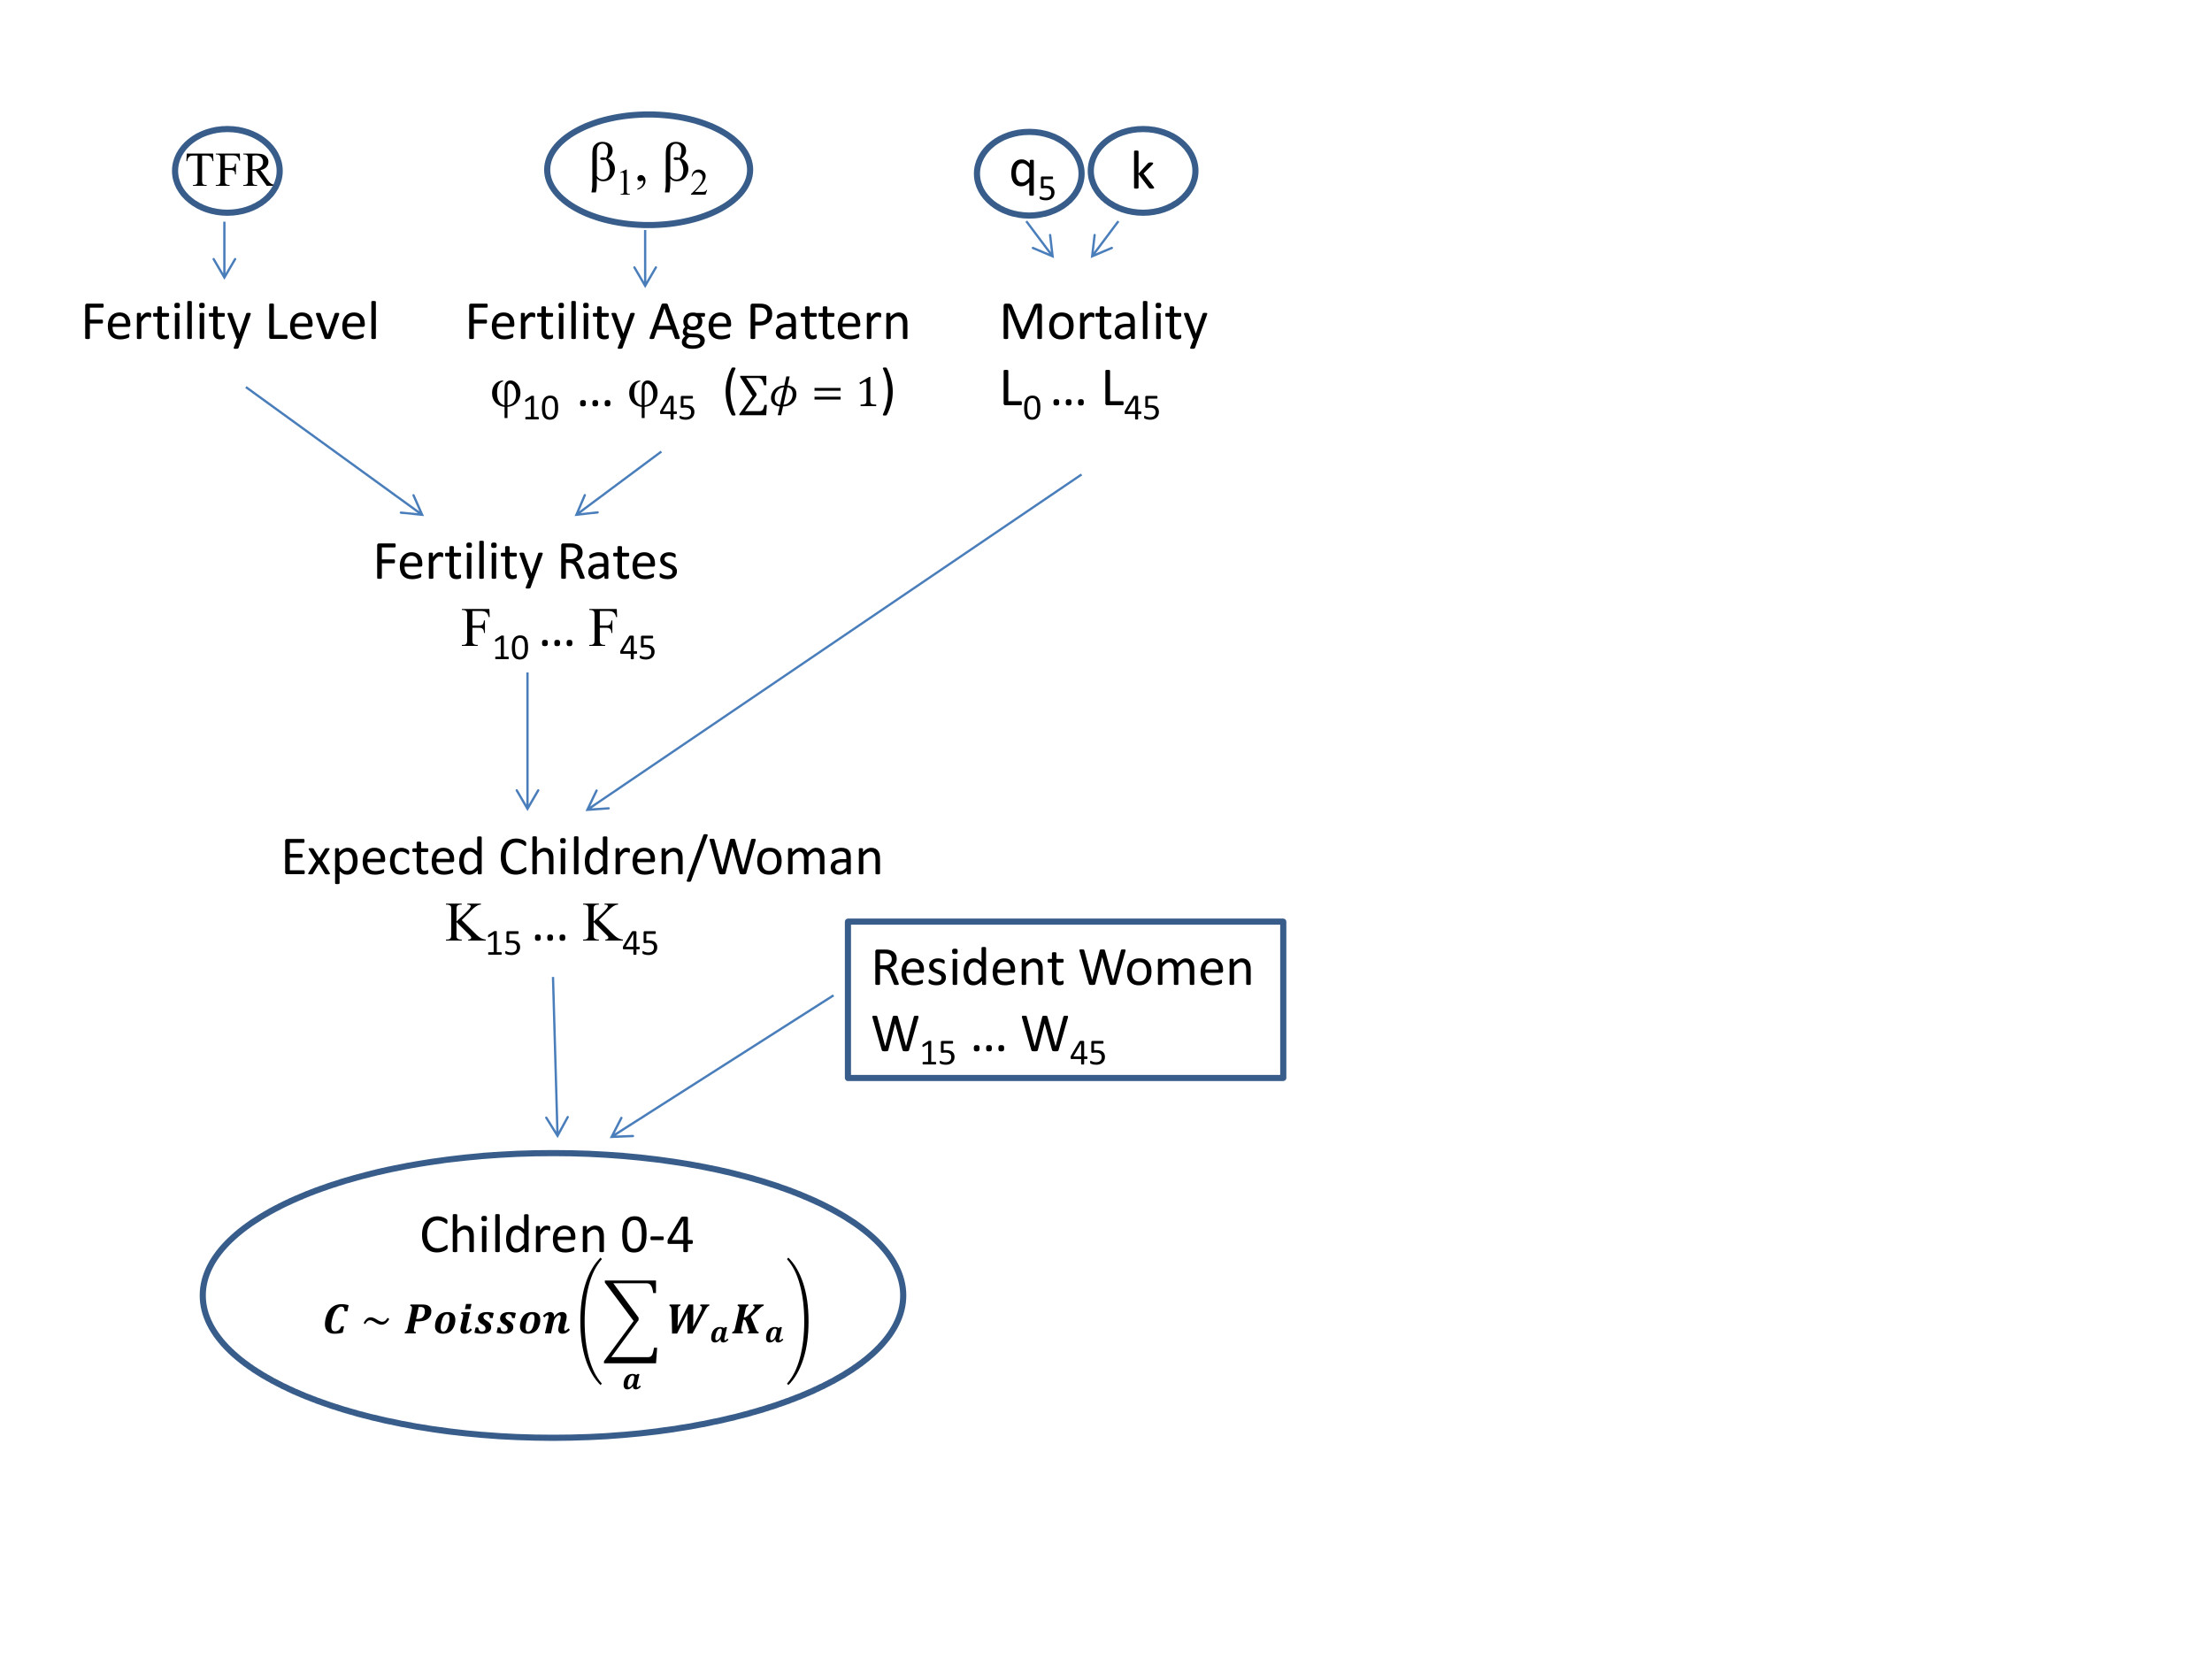 TFR
β1, β2
q5
k
Fertility Level
Fertility Age Pattern
φ10 ... φ45 (∑ϕ = 1)
Mortality
L0 ... L45
Fertility Rates
F10 ... F45
Expected Children/Woman
K15 ... K45
Resident Women
W15 ... W45
Children 0-4
C ~ Poisson(∑a WaKa)